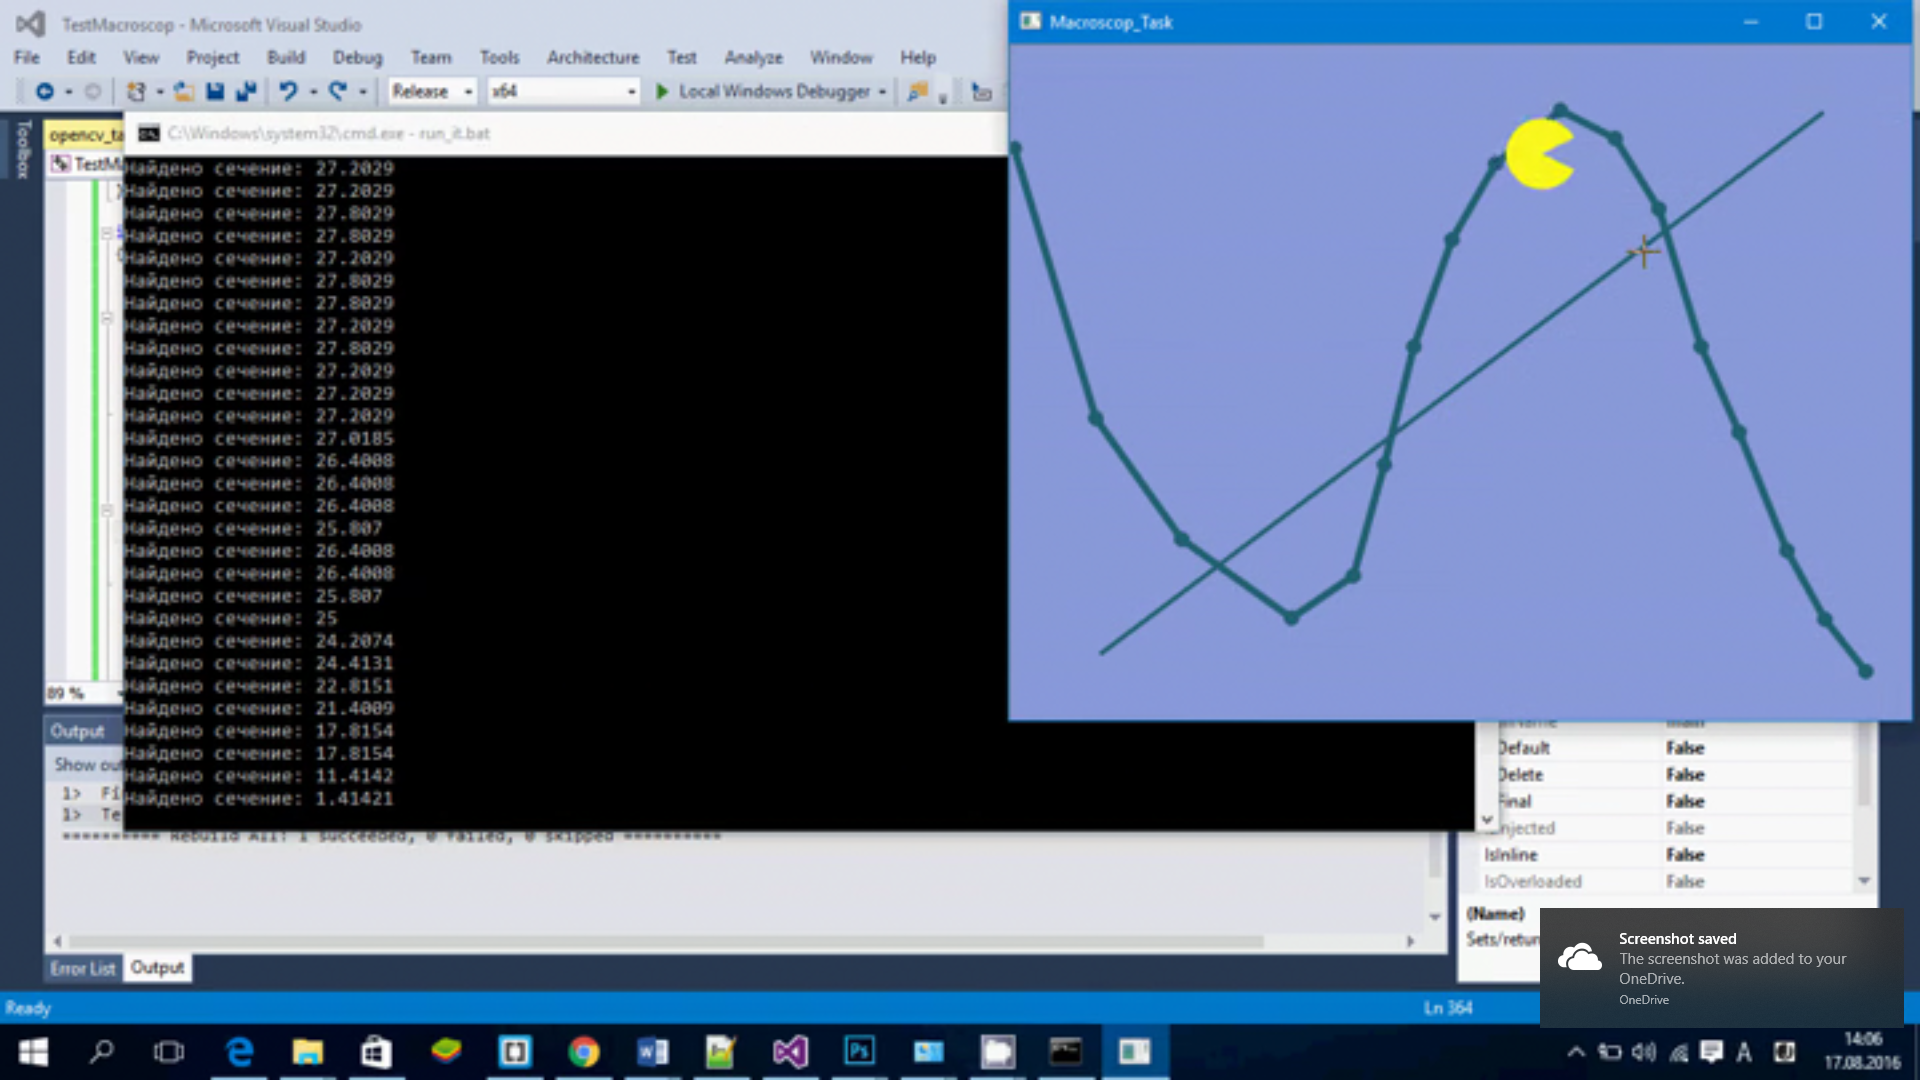 TestMacroscop - Microsoft Visual Studio
File Edit View Project Build Debug Team Tools Architecture Test Analyze Window Help
Release x64 Local Windows Debugger
Macroscop_Task
Toolbox
opencv_ta
C:\Windows\system32\cmd.exe - run_it.bat
TestMa
Найдено сечение: 27.2029
Найдено сечение: 27.2029
Найдено сечение: 27.8029
Найдено сечение: 27.8029
Найдено сечение: 27.2029
Найдено сечение: 27.8029
Найдено сечение: 27.8029
Найдено сечение: 27.2029
Найдено сечение: 27.8029
Найдено сечение: 27.2029
Найдено сечение: 27.2029
Найдено сечение: 27.2029
Найдено сечение: 27.0185
Найдено сечение: 26.4008
Найдено сечение: 26.4008
Найдено сечение: 26.4008
Найдено сечение: 25.807
Найдено сечение: 26.4008
Найдено сечение: 26.4008
Найдено сечение: 25.807
Найдено сечение: 25
Найдено сечение: 24.2074
Найдено сечение: 24.4131
Найдено сечение: 22.8151
Найдено сечение: 21.4009
Найдено сечение: 17.8154
Найдено сечение: 17.8154
Найдено сечение: 11.4142
Найдено сечение: 1.41421
89 %
Output
Show out
1> Fi
1> Te
========== Rebuild All: 1 succeeded, 0 failed, 0 skipped ==========
Default False
Delete False
Final False
Injected False
IsInline False
IsOverloaded False
(Name)
Sets/retur
Error List Output
Screenshot saved
The screenshot was added to your
OneDrive.
OneDrive
Ready Ln 364
14:06
17.08.2016